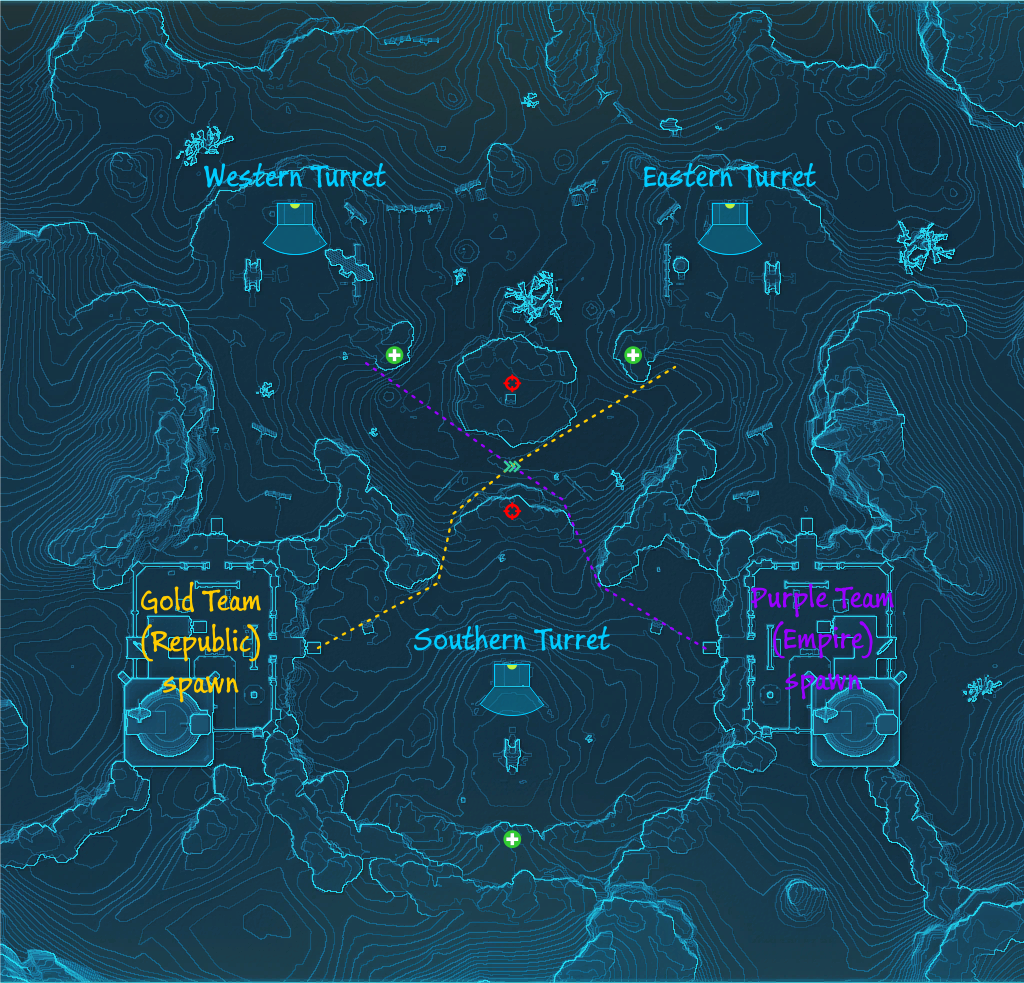 Western Turret
Eastern Turret
Gold Team
(Republic)
spawn
Purple Team
(Empire)
spawn
Southern Turret